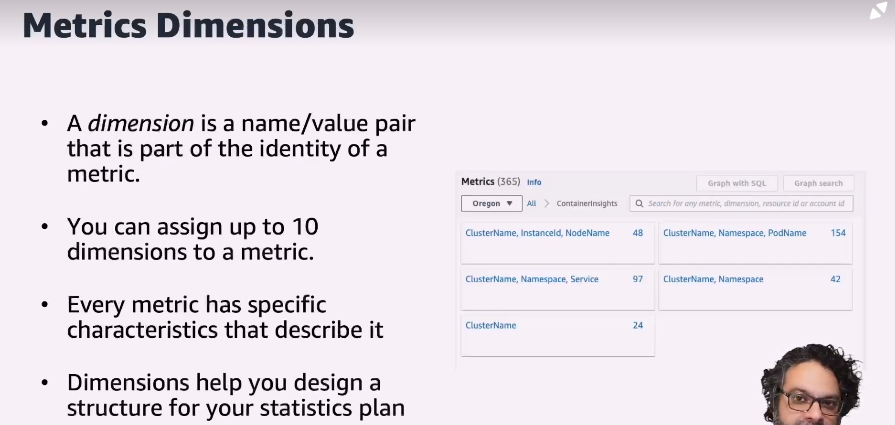 Metrics Dimensions
• A dimension is a name/value pair
that is part of the identity of a
metric.
• You can assign up to 10
dimensions to a metric.
• Every metric has specific
characteristics that describe it
• Dimensions help you design a
structure for your statistics plan
Metrics (365) Info
Graph with SQL
Graph search
Oregon ▼ All > ContainerInsights
Search for any metric, dimension, resource id or account id
ClusterName, InstanceId, NodeName 48
ClusterName, Namespace, PodName 154
ClusterName, Namespace, Service 97
ClusterName, Namespace 42
ClusterName 24